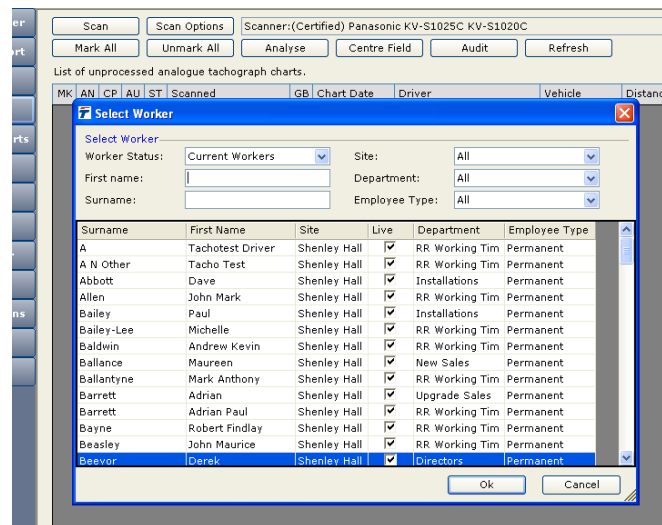 er
Scan Scan Options Scanner:(Certified) Panasonic KV-S1025C KV-S1020C
rt Mark All Unmark All Analyse Centre Field Audit Refresh
List of unprocessed analogue tachograph charts.
MK AN CP AU ST Scanned GB Chart Date Driver Vehicle Distanc
Select Worker
rts
Select Worker
Worker Status: Current Workers Site: All
First name: Department: All
Surname: Employee Type: All
Surname First Name Site Live Department Employee Type
A Tachotest Driver Shenley Hall RR Working Tim Permanent
A N Other Tacho Test Shenley Hall RR Working Tim Permanent
Abbott Dave Shenley Hall Installations Permanent
Allen John Mark Shenley Hall RR Working Tim Permanent
ns Bailey Paul Shenley Hall Installations Permanent
Bailey-Lee Michelle Shenley Hall RR Working Tim Permanent
Baldwin Andrew Kevin Shenley Hall RR Working Tim Permanent
Ballance Maureen Shenley Hall New Sales Permanent
Ballantyne Mark Anthony Shenley Hall RR Working Tim Permanent
Barrett Adrian Shenley Hall Upgrade Sales Permanent
Barrett Adrian Paul Shenley Hall RR Working Tim Permanent
Bayne Robert Findlay Shenley Hall RR Working Tim Permanent
Beasley John Maurice Shenley Hall RR Working Tim Permanent
Beevor Derek Shenley Hall Directors Permanent
Ok Cancel